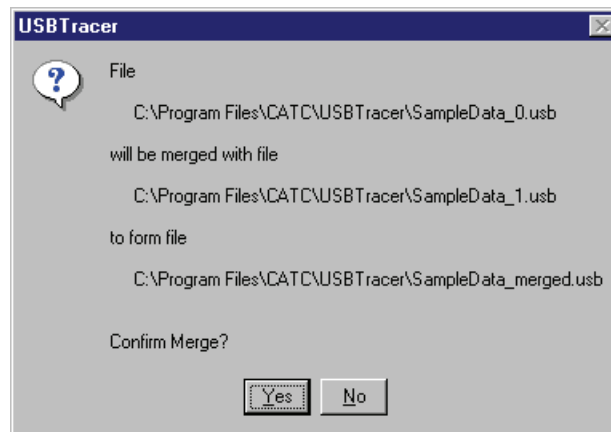 USBTracer
File
C:\Program Files\CATC\USBTracer\SampleData_0.usb
will be merged with file
C:\Program Files\CATC\USBTracer\SampleData_1.usb
to form file
C:\Program Files\CATC\USBTracer\SampleData_merged.usb
Confirm Merge?
Yes No